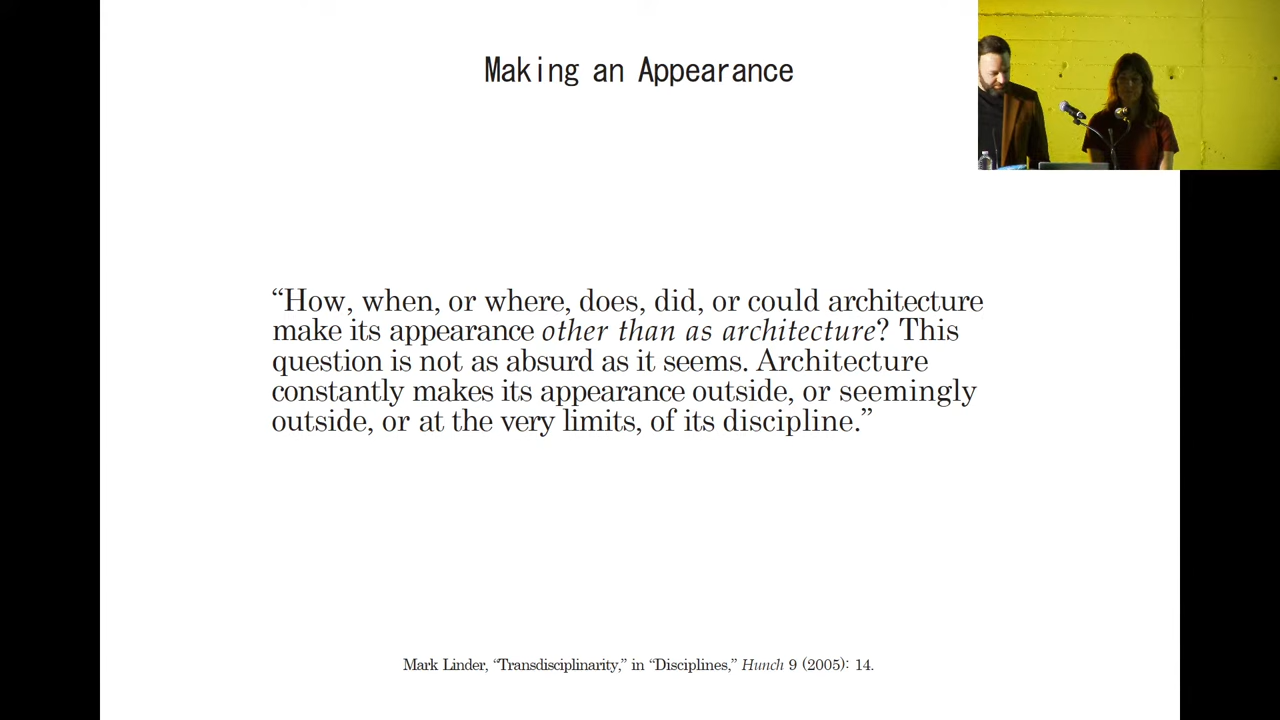 Making an Appearance
“How, when, or where, does, did, or could architecture
make its appearance other than as architecture? This
question is not as absurd as it seems. Architecture
constantly makes its appearance outside, or seemingly
outside, or at the very limits, of its discipline.”
Mark Linder, “Transdisciplinarity,” in “Disciplines,” Hunch 9 (2005): 14.